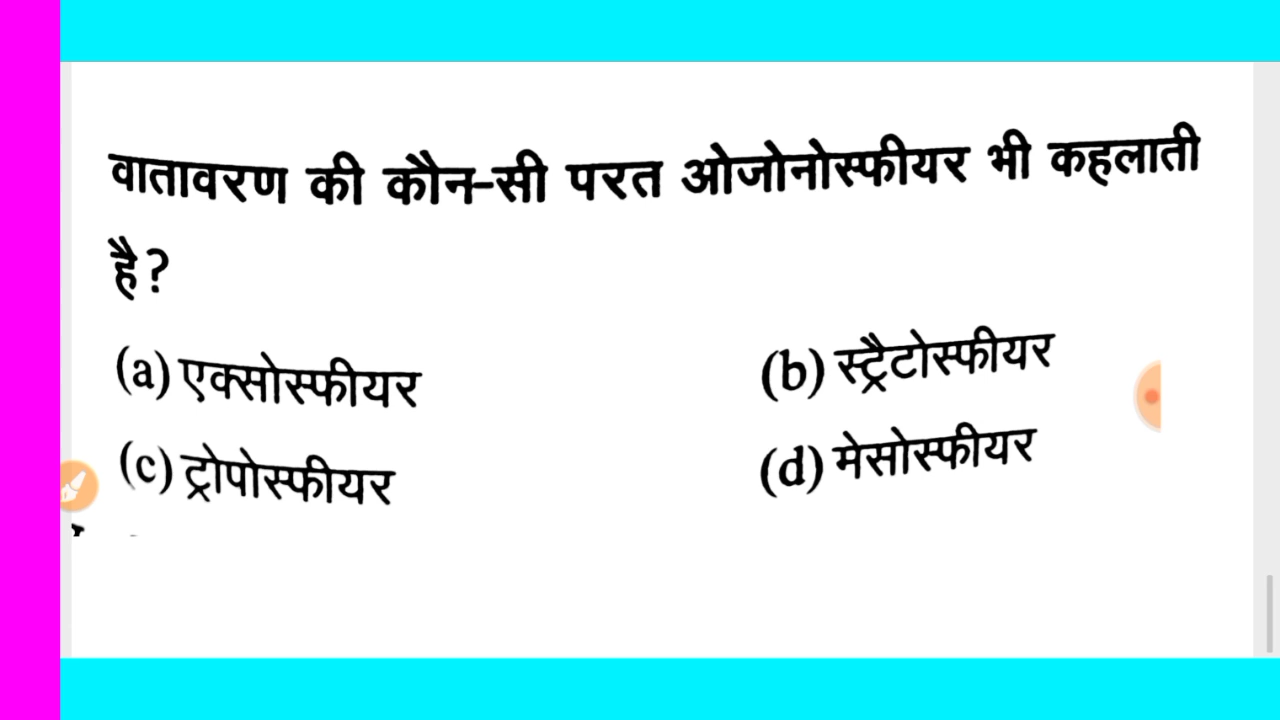 वातावरण की कौन-सी परत ओजोनोस्फीयर भी कहलाती
है?
(a) एक्सोस्फीयर (b) स्ट्रैटोस्फीयर
(c) ट्रोपोस्फीयर (d) मेसोस्फीयर